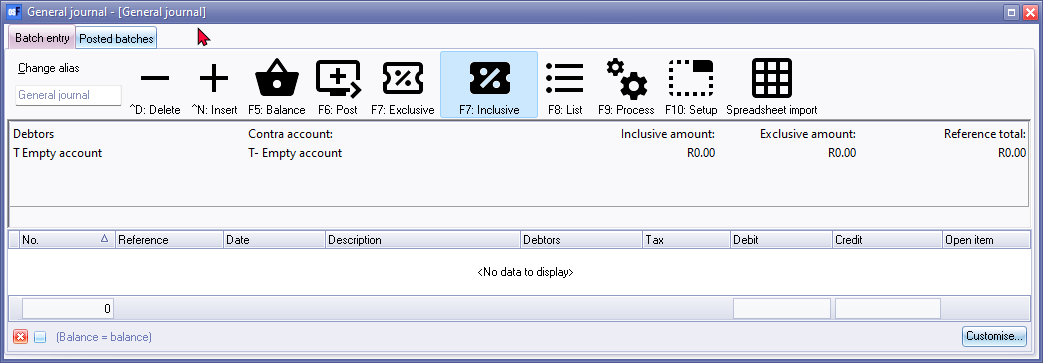 General journal - [General journal]
Batch entry Posted batches
Change alias
General journal
^D: Delete ^N: Insert F5: Balance F6: Post F7: Exclusive F7: Inclusive F8: List F9: Process F10: Setup Spreadsheet import
Debtors Contra account: Inclusive amount: Exclusive amount: Reference total:
T Empty account T- Empty account R0.00 R0.00 R0.00
No. Reference Date Description Debtors Tax Debit Credit Open item
<No data to display>
0
(Balance = balance) Customise...